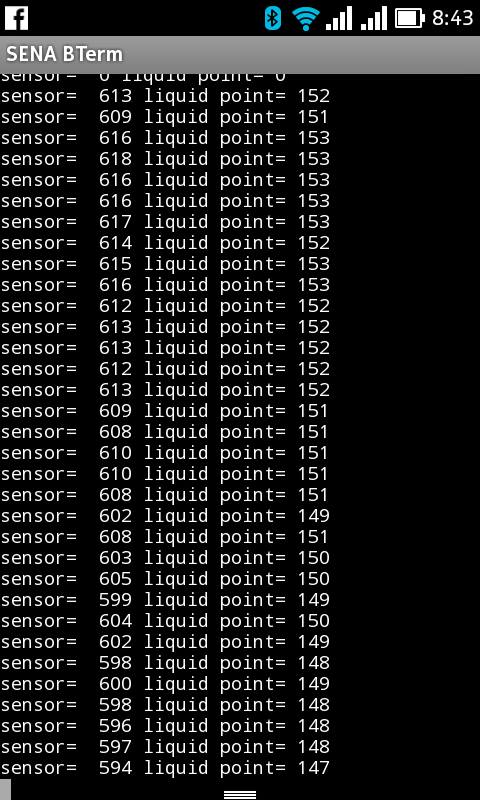 8:43
SENA BTerm
sensor=  0 liquid point= 0
sensor=  613 liquid point= 152
sensor=  609 liquid point= 151
sensor=  616 liquid point= 153
sensor=  618 liquid point= 153
sensor=  616 liquid point= 153
sensor=  616 liquid point= 153
sensor=  617 liquid point= 153
sensor=  614 liquid point= 152
sensor=  615 liquid point= 153
sensor=  616 liquid point= 153
sensor=  612 liquid point= 152
sensor=  613 liquid point= 152
sensor=  613 liquid point= 152
sensor=  612 liquid point= 152
sensor=  613 liquid point= 152
sensor=  609 liquid point= 151
sensor=  608 liquid point= 151
sensor=  610 liquid point= 151
sensor=  610 liquid point= 151
sensor=  608 liquid point= 151
sensor=  602 liquid point= 149
sensor=  608 liquid point= 151
sensor=  603 liquid point= 150
sensor=  605 liquid point= 150
sensor=  599 liquid point= 149
sensor=  604 liquid point= 150
sensor=  602 liquid point= 149
sensor=  598 liquid point= 148
sensor=  600 liquid point= 149
sensor=  598 liquid point= 148
sensor=  596 liquid point= 148
sensor=  597 liquid point= 148
sensor=  594 liquid point= 147